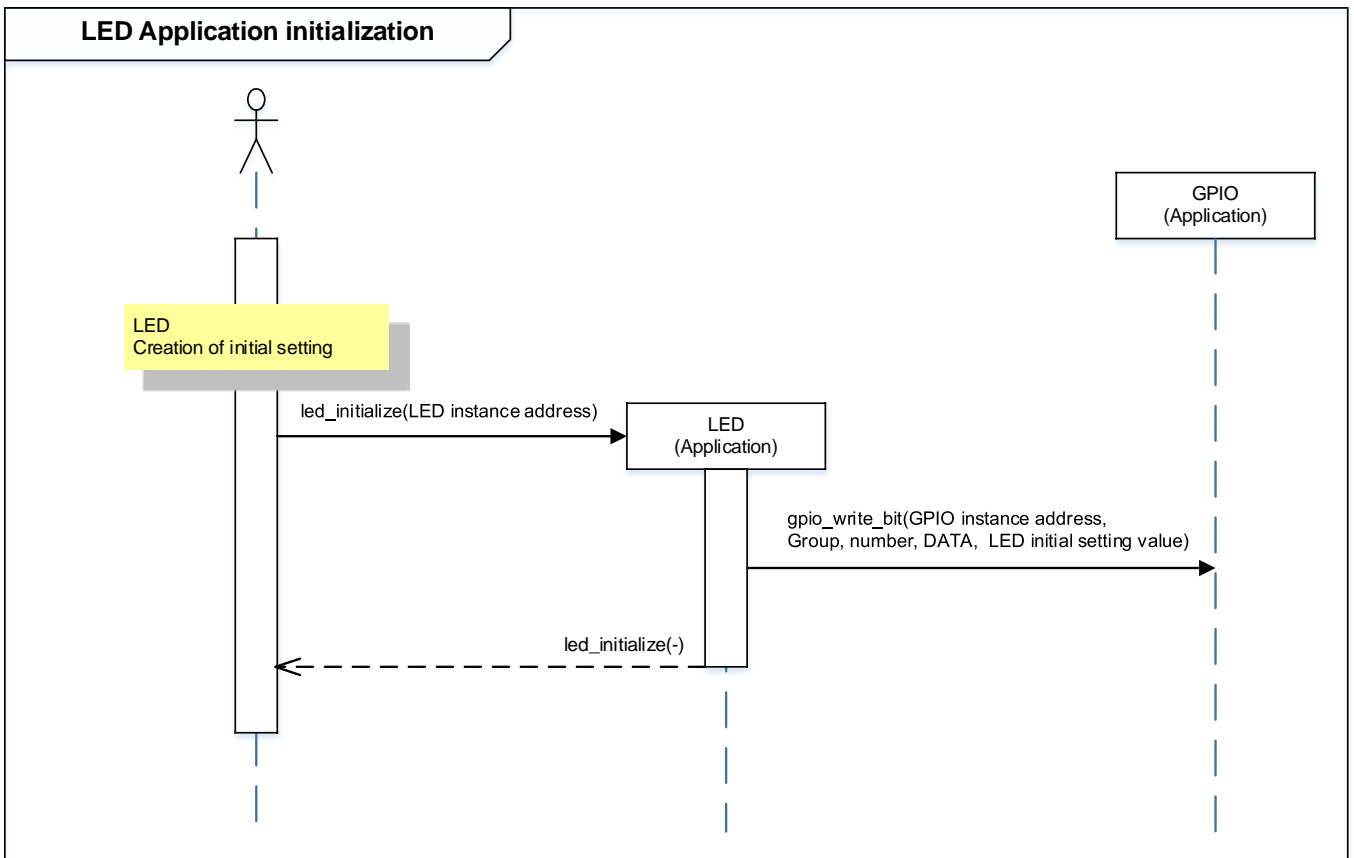 LED Application initialization
GPIO
(Application)
LED
Creation of initial setting
led_initialize(LED instance address)
LED
(Application)
gpio_write_bit(GPIO instance address,
Group, number, DATA,  LED initial setting value)
led_initialize(-)